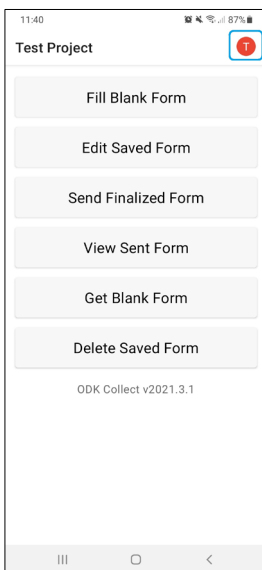 11:40 87%
Test Project T
Fill Blank Form
Edit Saved Form
Send Finalized Form
View Sent Form
Get Blank Form
Delete Saved Form
ODK Collect v2021.3.1